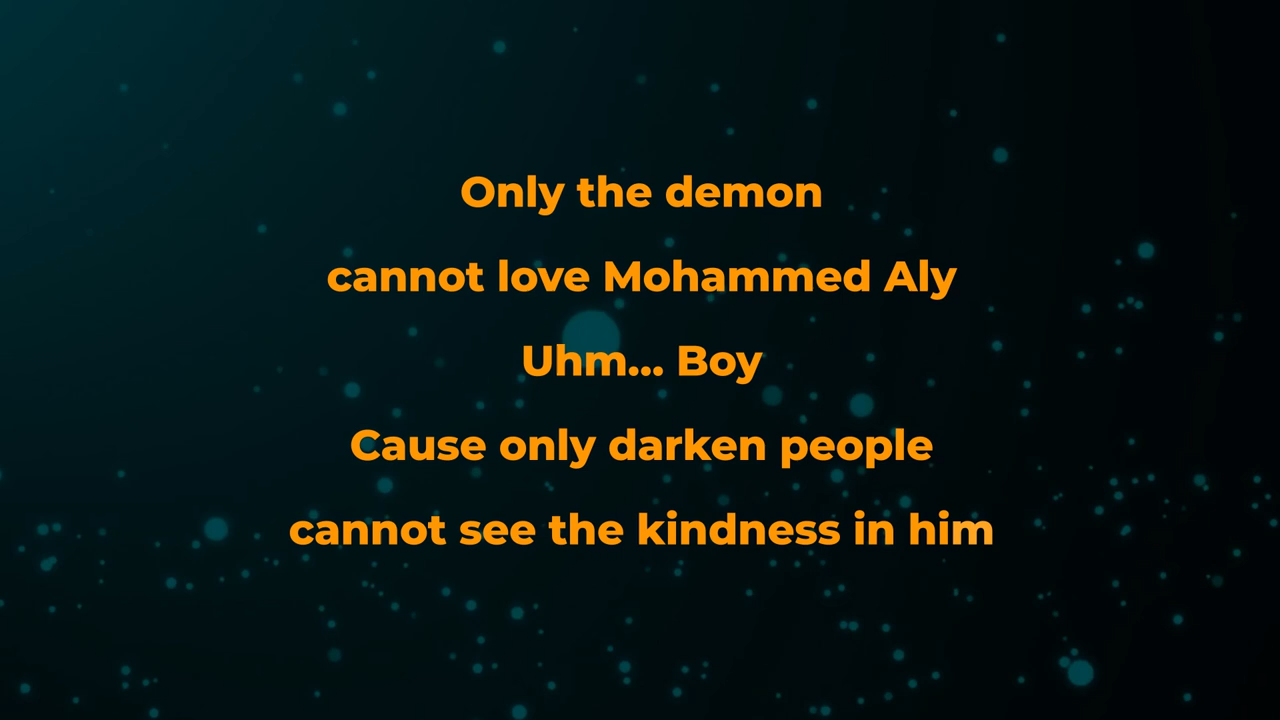 Only the demon
cannot love Mohammed Aly
Uhm... Boy
Cause only darken people
cannot see the kindness in him